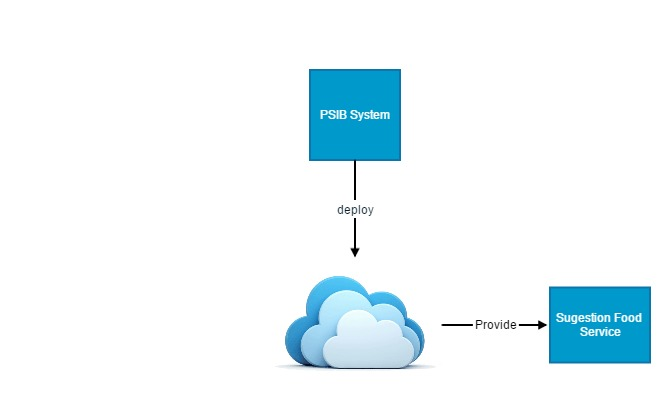 PSIB System
deploy
Provide
Sugestion Food
Service